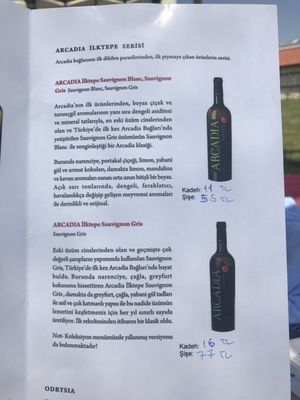 ARCADIA İLKTEPE SERİSİ
Arcadia bağlarının ilk dikilen parsellerinden, ilk piyasaya çıkan ürünlerin serisi.
ARCADIA İlktepe Sauvignon Blanc, Sauvignon
Gris Sauvignon Blanc, Sauvignon Gris
Arcadia'nın ilk ürünlerinden, beyaz çiçek ve
turunçgil aromalarının yanı sıra dengeli asiditesi
ve mineral tatlarıyla, en eski üzüm cinslerinden
olan ve Türkiye'de ilk kez Arcadia Bağları'nda
yetiştirilen Sauvignon Gris üzümünün Sauvignon
Blanc ile zenginleştiği bir Arcadia klasiği.
Burunda narenciye, portakal çiçeği, limon, yabani
gül ve armut kokuları, damakta limon, mandalina
ve kavun aromaları sunan orta uzun bitişli bir beyaz.
Açık sarı tonlarında, dengeli, ferahlatıcı,
havalandıkça değişip gelişen meyvemsi aromaları
ile derinlikli ve orijinal.
ARCADIA
Kadeh: 11 TL
Şişe: 55 TL
ARCADIA İlktepe Sauvignon Gris
Sauvignon Gris
Eski üzüm cinslerinden olan ve geçmişte çok
değerli şarapların yapımında kullanılan Sauvignon
Gris, Türkiye'de ilk kez Arcadia Bağları'nda hayat
buldu. Burunda narenciye, çağla, greyfurt
kokusunu hissettiren Arcadia İlktepe Sauvignon
Gris, damakta da greyfurt, çağla, yabani gül tadları
ile asil ve çok katmanlı yapısı ile bu nadide üzümün
lezzetini keşfetmeniz için her yıl sınırlı sayıda
üretiliyor. İlk rekoltesinden itibaren bir klasik oldu.
Not- Koleksiyon menümüzde yıllanmış versiyonu
da bulunmaktadır!
ARCADIA
Kadeh: 16 TL
Şişe: 77 TL
ODRYSIA